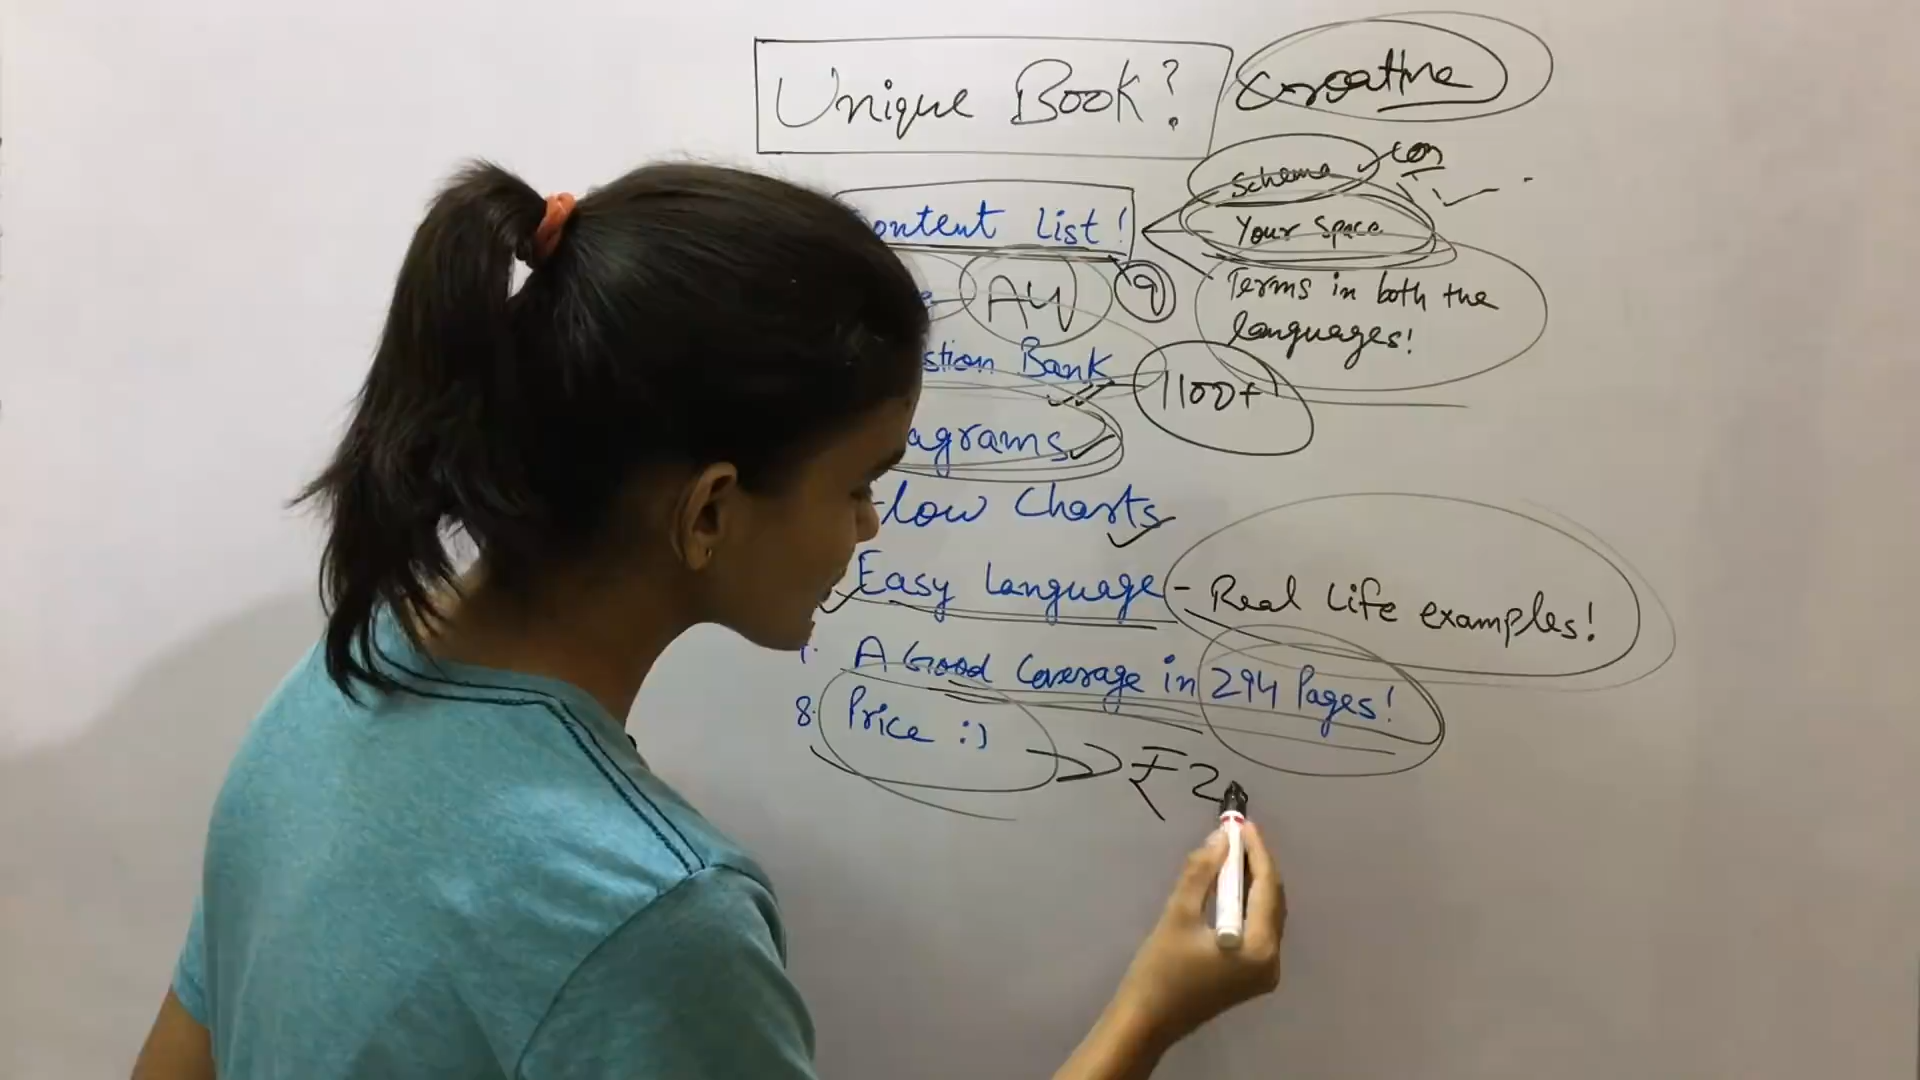 Unique Book?
Creative
Schema
Your Space
Terms in both the
languages!
ontent List!
A4
9
stion Bank
1100+
agrams
low Charts
Easy Language - Real Life examples!
A Good Coverage in 294 Pages!
8. Price :)
₹2